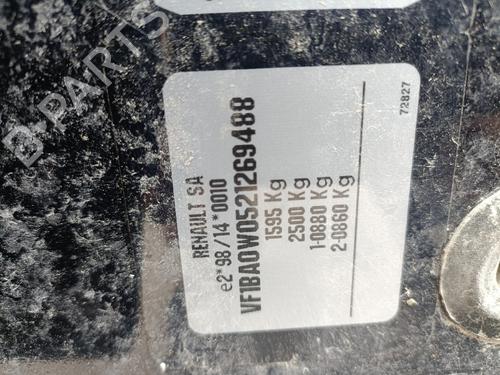 RENAULT SA
e2*98/14*0010
VF1BA0W0521269488
1595 Kg
2500 Kg
1-0880 Kg
2-0860 Kg
72827
B-PARTS